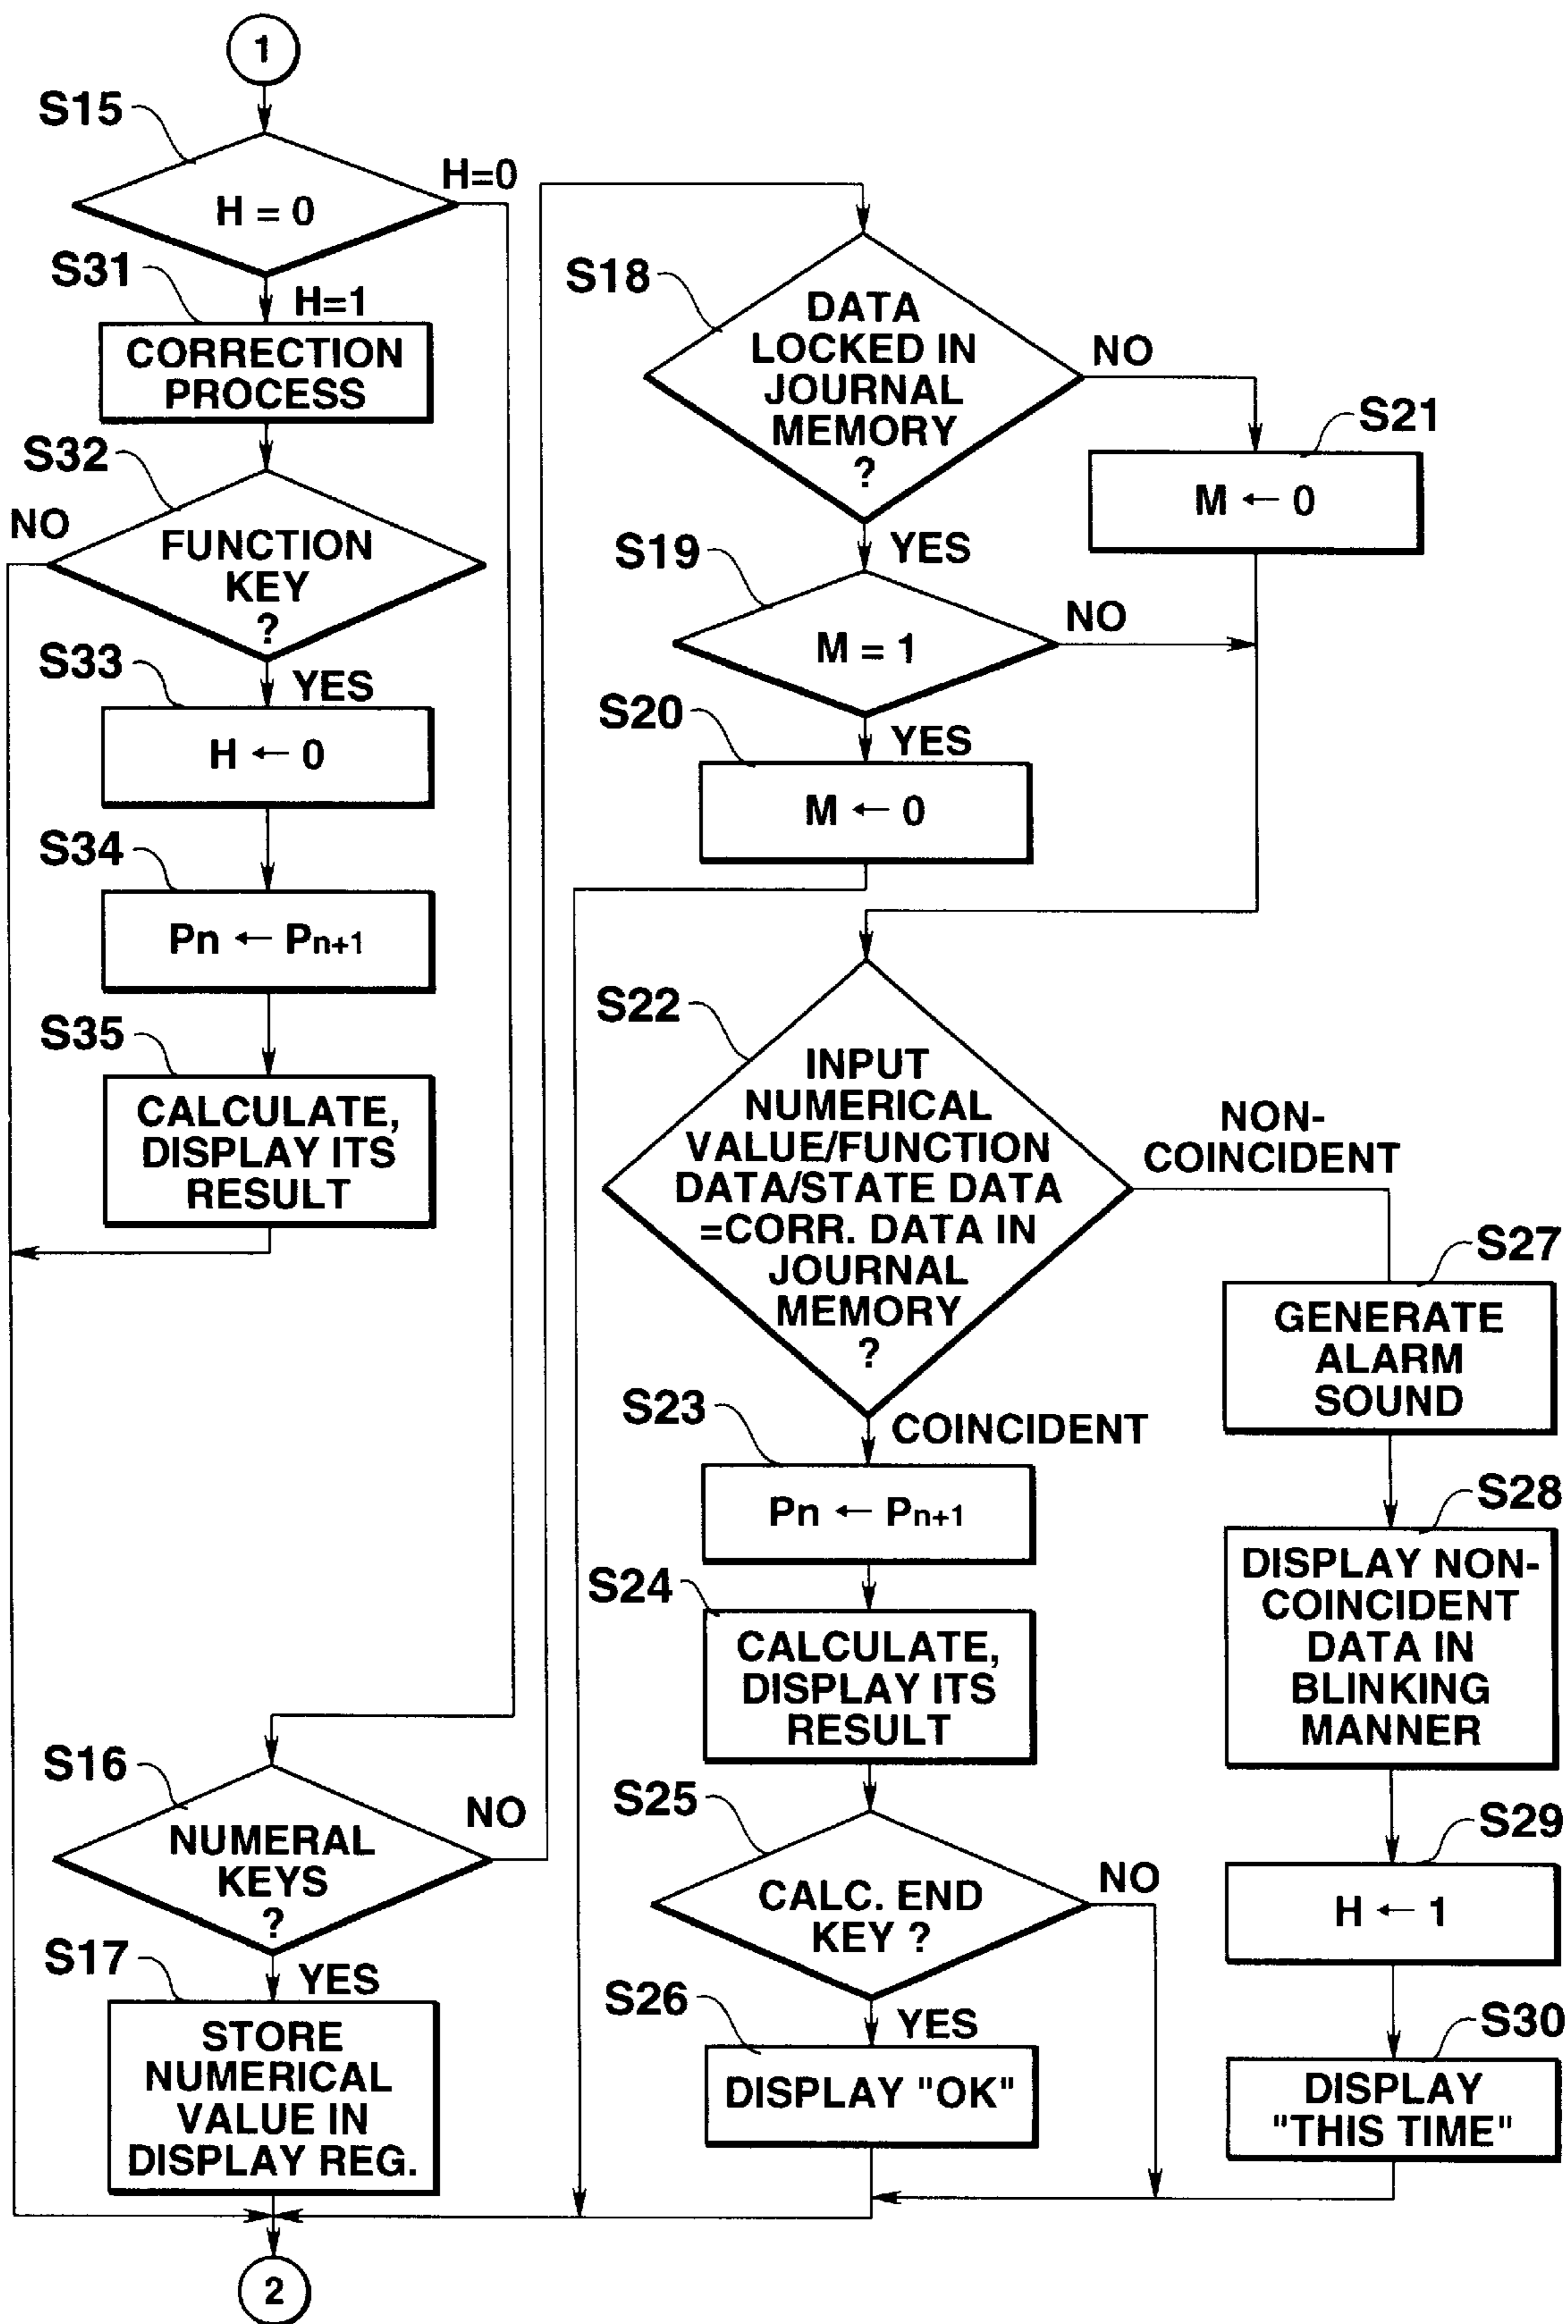 1
S15
H=0
H = 0
S31
H=1
CORRECTION
PROCESS
S32
NO
FUNCTION
KEY
?
S33
YES
H ← 0
S34
Pn ← Pn+1
S35
CALCULATE,
DISPLAY ITS
RESULT
S16
NO
NUMERAL
KEYS
?
S17
YES
STORE
NUMERICAL
VALUE IN
DISPLAY REG.
2
S18
DATA
LOCKED IN
JOURNAL
MEMORY
?
NO
S21
M ← 0
YES
S19
M = 1
NO
S20
YES
M ← 0
S22
INPUT
NUMERICAL
VALUE/FUNCTION
DATA/STATE DATA
=CORR. DATA IN
JOURNAL
MEMORY
?
NON-
COINCIDENT
S23
COINCIDENT
Pn ← Pn+1
S24
CALCULATE,
DISPLAY ITS
RESULT
S25
CALC. END
KEY ?
NO
S26
YES
DISPLAY "OK"
S27
GENERATE
ALARM
SOUND
S28
DISPLAY NON-
COINCIDENT
DATA IN
BLINKING
MANNER
S29
H ← 1
S30
DISPLAY
"THIS TIME"